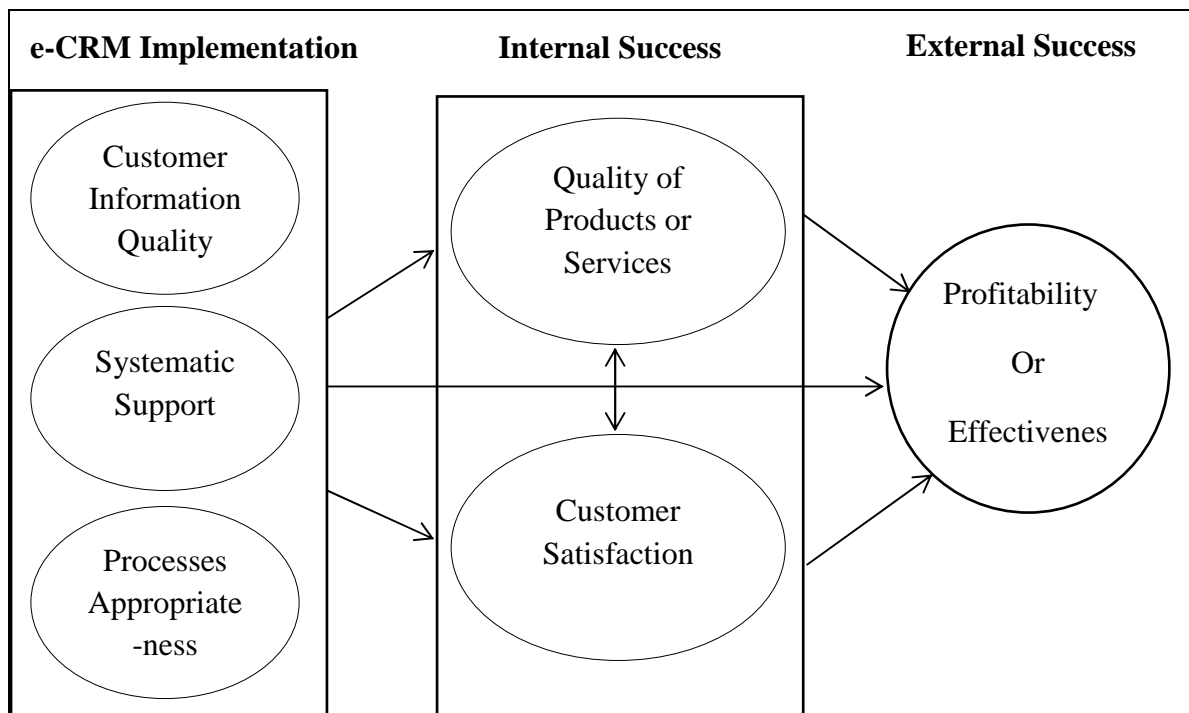 e-CRM Implementation
Internal Success
External Success
Customer
Information
Quality
Systematic
Support
Processes
Appropriate
-ness
Quality of
Products or
Services
Customer
Satisfaction
Profitability
Or
Effectivenes